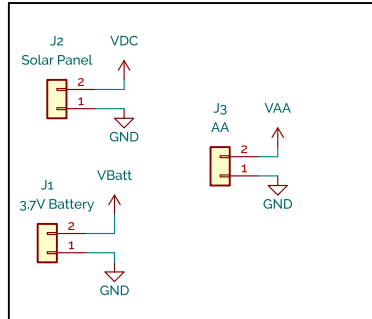 J2
Solar Panel
VDC
2
1
GND
J3
AA
VAA
2
1
GND
J1
3.7V Battery
VBatt
2
1
GND